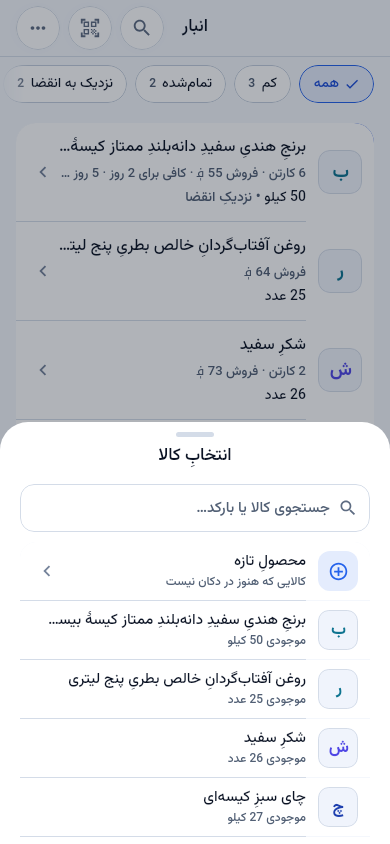 انبار
همه
کم 3
تمام‌شده 2
نزدیک به انقضا 2
ب
برنجِ هندیِ سفیدِ دانه‌بلندِ ممتاز کیسهٔ…
6 کارتن · فروش 55 ؋ · کافی برای 2 روز · 5 روز …
50 کیلو • نزدیکِ انقضا
ر
روغن آفتاب‌گردانِ خالص بطریِ پنج لیتـ…
فروش 64 ؋
25 عدد
ش
شکرِ سفید
2 کارتن · فروش 73 ؋
26 عدد
انتخابِ کالا
جستجوی کالا یا بارکد…
محصولِ تازه
کالایی که هنوز در دکان نیست
ب
برنجِ هندیِ سفیدِ دانه‌بلندِ ممتاز کیسهٔ بیسـ…
موجودی 50 کیلو
ر
روغن آفتاب‌گردانِ خالص بطریِ پنج لیتری
موجودی 25 عدد
ش
شکرِ سفید
موجودی 26 عدد
چ
چای سبزِ کیسه‌ای
موجودی 27 کیلو